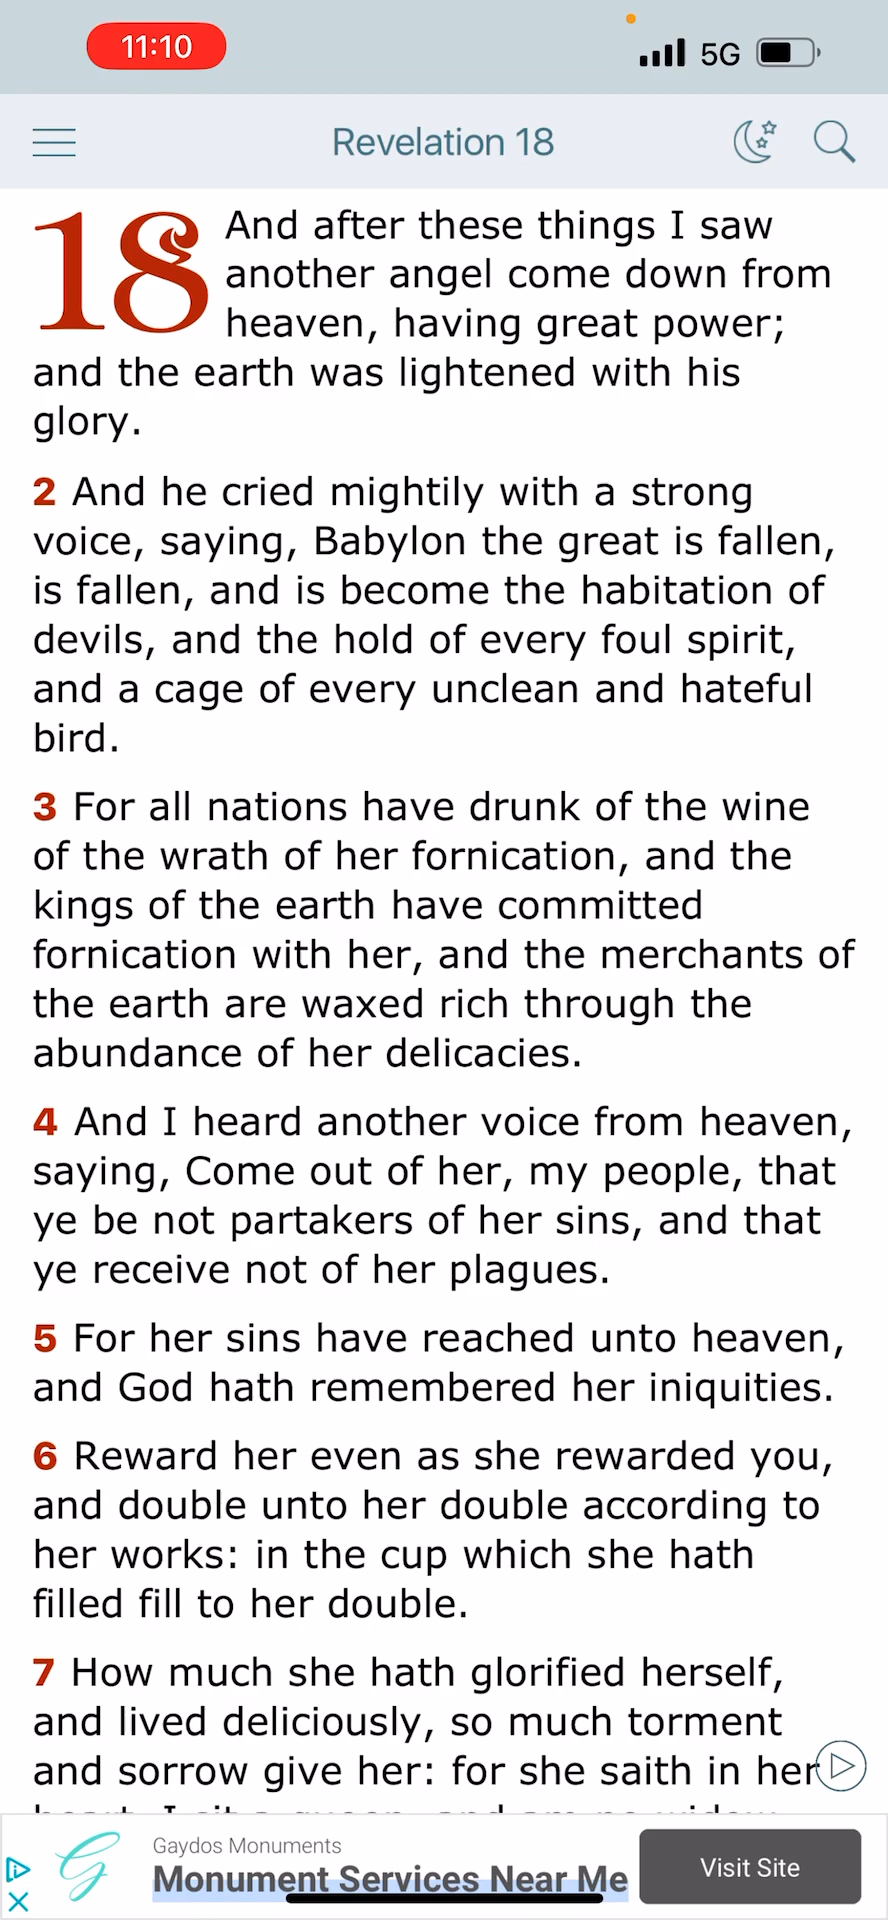 11:10
5G
Revelation 18
18 And after these things I saw
another angel come down from
heaven, having great power;
and the earth was lightened with his
glory.
2 And he cried mightily with a strong
voice, saying, Babylon the great is fallen,
is fallen, and is become the habitation of
devils, and the hold of every foul spirit,
and a cage of every unclean and hateful
bird.
3 For all nations have drunk of the wine
of the wrath of her fornication, and the
kings of the earth have committed
fornication with her, and the merchants of
the earth are waxed rich through the
abundance of her delicacies.
4 And I heard another voice from heaven,
saying, Come out of her, my people, that
ye be not partakers of her sins, and that
ye receive not of her plagues.
5 For her sins have reached unto heaven,
and God hath remembered her iniquities.
6 Reward her even as she rewarded you,
and double unto her double according to
her works: in the cup which she hath
filled fill to her double.
7 How much she hath glorified herself,
and lived deliciously, so much torment
and sorrow give her: for she saith in her
Gaydos Monuments
Monument Services Near Me
Visit Site